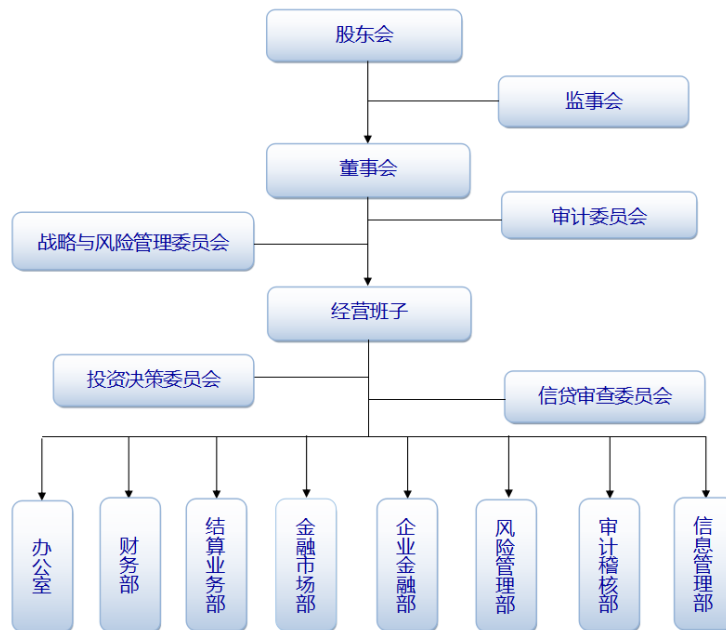 股东会
监事会
董事会
审计委员会
战略与风险管理委员会
经营班子
投资决策委员会
信贷审查委员会
办公室
财务部
结算业务部
金融市场部
企业金融部
风险管理部
审计稽核部
信息管理部